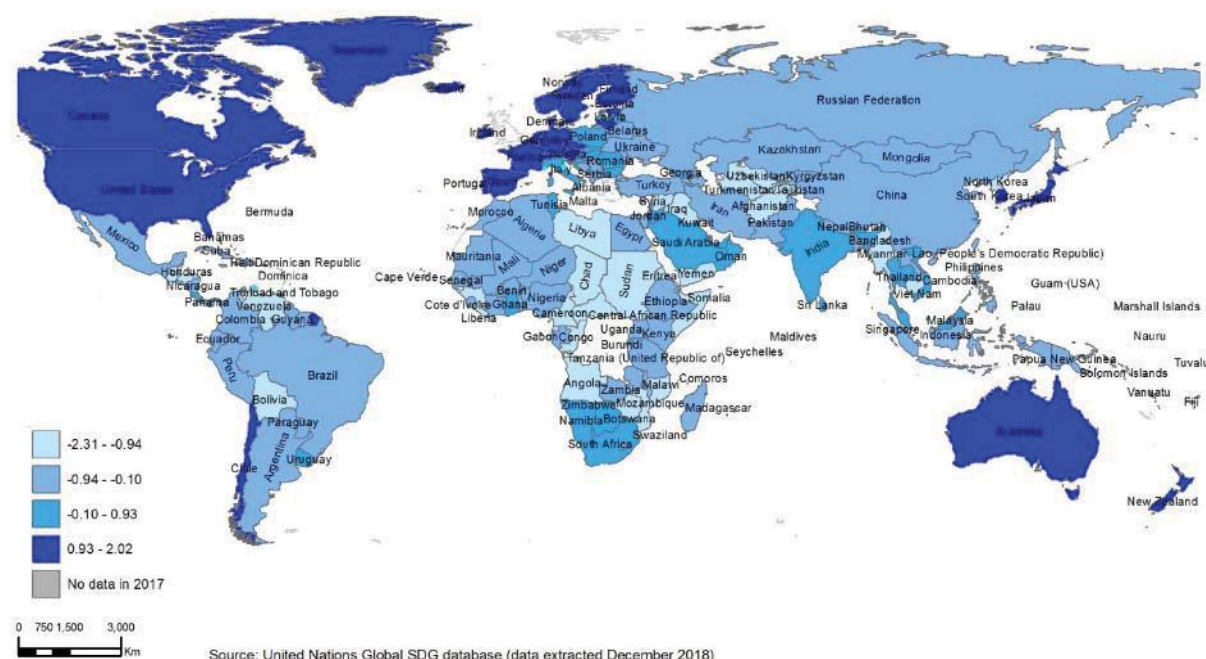 Greenland
Canada
United States
Mexico
Bermuda
Bahamas
Cuba
Haiti Dominican Republic
Dominica
Honduras
Nicaragua
Panama
Trinidad and Tobago
Venezuela
Colombia Guyana
Ecuador
Peru
Brazil
Bolivia
Paraguay
Chile
Argentina
Uruguay
Ireland
Denmark
Latvia
Poland
Belarus
Ukraine
Romania
Italy
Serbia
Albania
Malta
Georgia
Turkey
Russian Federation
Kazakhstan
Mongolia
China
Uzbekistan Kyrgyzstan
Turkmenistan Tajikistan
Afghanistan
Pakistan
Iran
Syria
Iraq
Jordan
Kuwait
Saudi Arabia
Oman
Yemen
North Korea
South Korea
Japan
Nepal Bhutan
Bangladesh
India
Sri Lanka
Maldives
Myanmar Lao (People's Democratic Republic)
Philippines
Thailand
Cambodia
Viet Nam
Malaysia
Singapore
Indonesia
Guam (USA)
Palau
Marshall Islands
Nauru
Papua New Guinea
Solomon Islands
Tuvalu
Vanuatu
Fiji
Australia
New Zealand
Morocco
Tunisia
Algeria
Libya
Egypt
Cape Verde
Mauritania
Mali
Niger
Chad
Sudan
Eritrea
Senegal
Benin
Cote d'Ivoire
Ghana
Nigeria
Liberia
Cameroon
Central African Republic
Ethiopia
Somalia
Gabon
Congo
Uganda
Kenya
Burundi
Tanzania (United Republic of)
Seychelles
Comoros
Angola
Zambia
Malawi
Mozambique
Madagascar
Zimbabwe
Namibia
Botswana
South Africa
Swaziland
-2.31 - -0.94
-0.94 - -0.10
-0.10 - 0.93
0.93 - 2.02
No data in 2017
0 750 1,500 3,000
Km
Source: United Nations Global SDG database (data extracted December 2018)